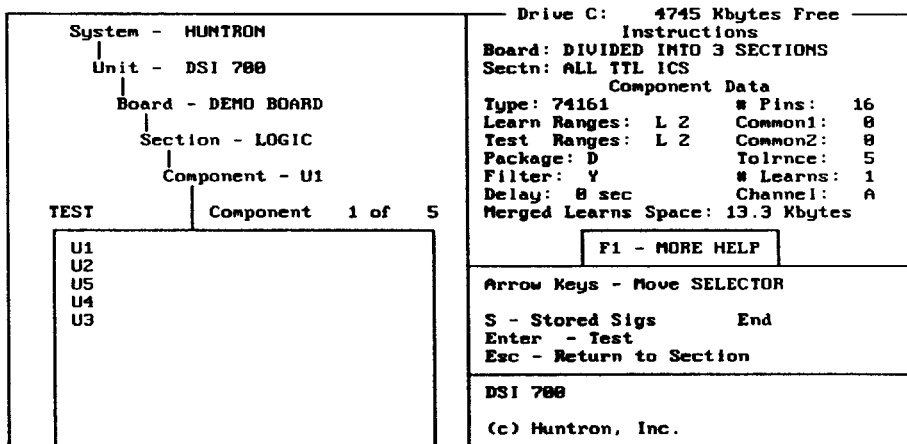 System - HUNTRON
Unit - DSI 700
Board - DEMO BOARD
Section - LOGIC
Component - U1
TEST Component 1 of 5
U1
U2
U5
U4
U3
Drive C: 4745 Kbytes Free
Instructions
Board: DIVIDED INTO 3 SECTIONS
Sectn: ALL TTL ICS
Component Data
Type: 74161 # Pins: 16
Learn Ranges: L 2 Common1: 0
Test Ranges: L 2 Common2: 0
Package: D Tolrnce: 5
Filter: Y # Learns: 1
Delay: 0 sec Channel: A
Merged Learns Space: 13.3 Kbytes
F1 - MORE HELP
Arrow Keys - Move SELECTOR
S - Stored Sigs End
Enter - Test
Esc - Return to Section
DSI 700
(c) Huntron, Inc.